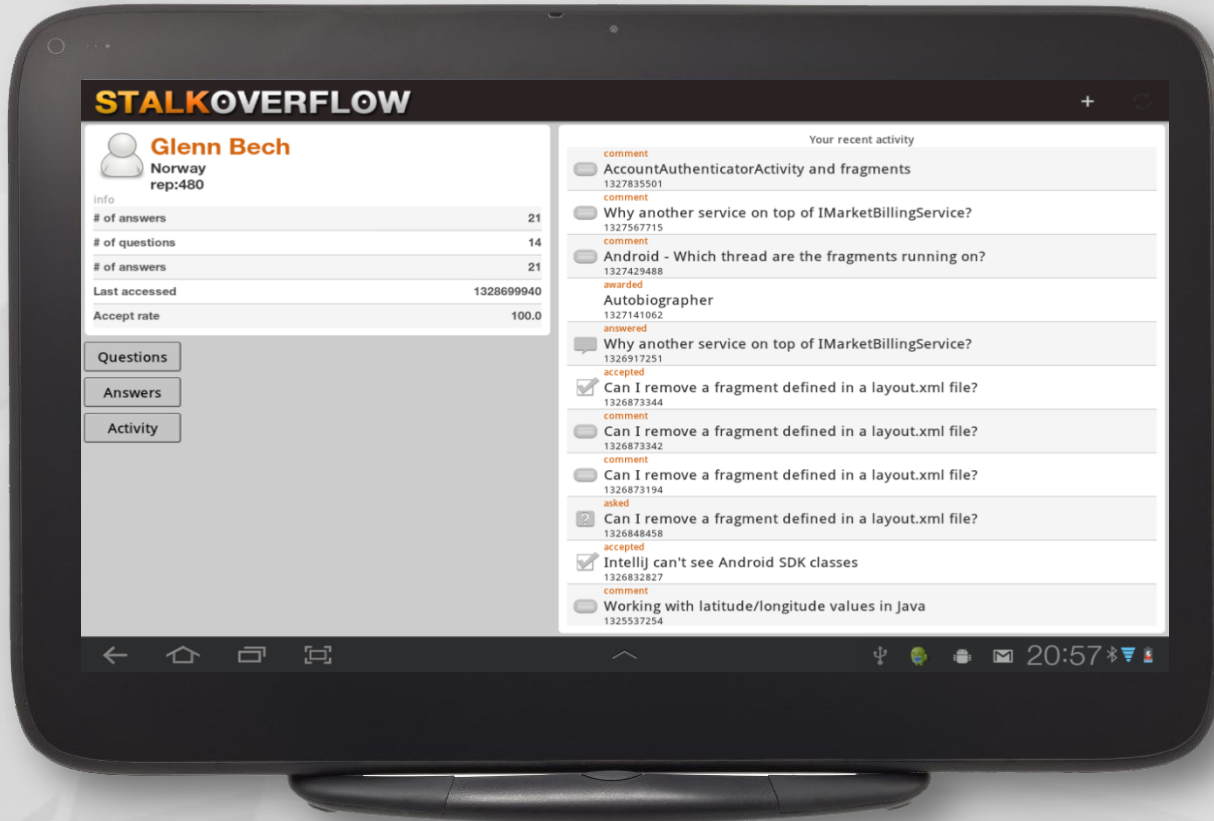 STALKOVERFLOW
+
Glenn Bech
Norway
rep:480
info
# of answers 21
# of questions 14
# of answers 21
Last accessed 1328699940
Accept rate 100.0
Questions
Answers
Activity
Your recent activity
comment
AccountAuthenticatorActivity and fragments
1327835501
comment
Why another service on top of IMarketBillingService?
1327567715
comment
Android - Which thread are the fragments running on?
1327429488
awarded
Autobiographer
1327141062
answered
Why another service on top of IMarketBillingService?
1326917251
accepted
Can I remove a fragment defined in a layout.xml file?
1326873344
comment
Can I remove a fragment defined in a layout.xml file?
1326873342
comment
Can I remove a fragment defined in a layout.xml file?
1326873194
asked
Can I remove a fragment defined in a layout.xml file?
1326848458
accepted
IntelliJ can't see Android SDK classes
1326832827
comment
Working with latitude/longitude values in Java
1325537254
20:57